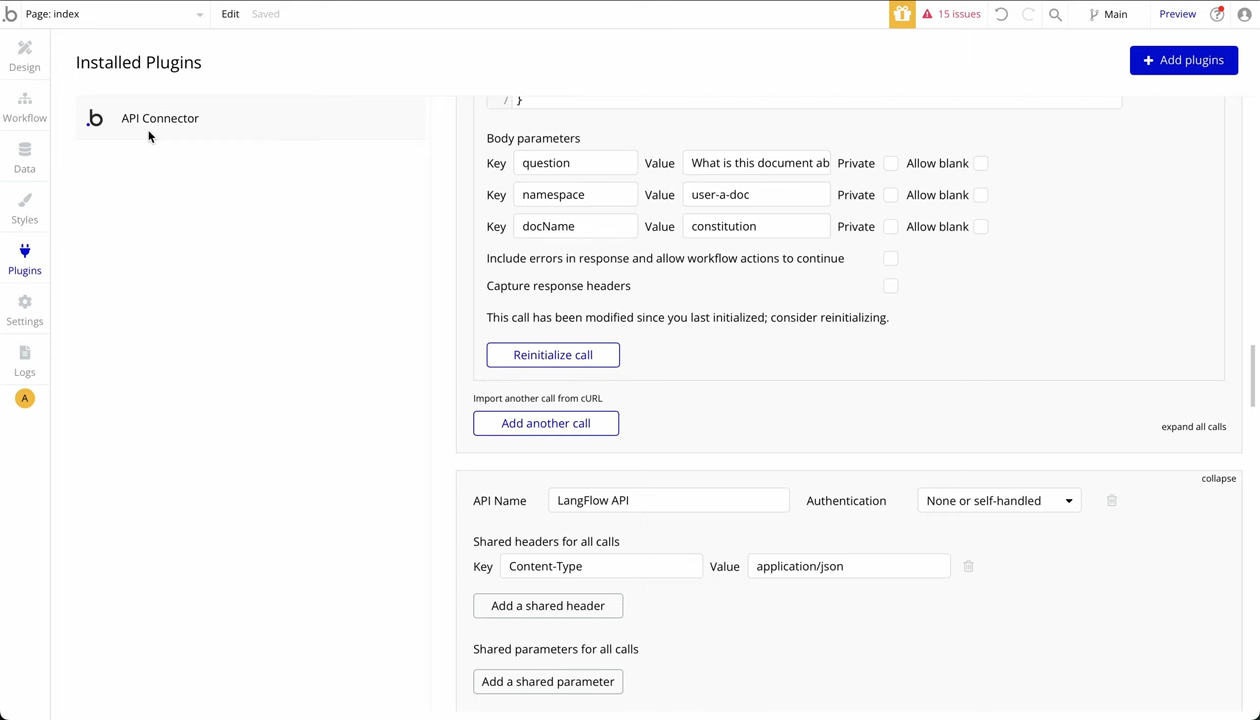 Page: index Edit Saved 15 issues Main Preview
Design
Workflow
Data
Styles
Plugins
Settings
Logs
A
Installed Plugins
+ Add plugins
b API Connector
7 }
Body parameters
Key question Value What is this document ab Private Allow blank
Key namespace Value user-a-doc Private Allow blank
Key docName Value constitution Private Allow blank
Include errors in response and allow workflow actions to continue
Capture response headers
This call has been modified since you last initialized; consider reinitializing.
Reinitialize call
Import another call from cURL
Add another call
expand all calls
collapse
API Name LangFlow API Authentication None or self-handled
Shared headers for all calls
Key Content-Type Value application/json
Add a shared header
Shared parameters for all calls
Add a shared parameter